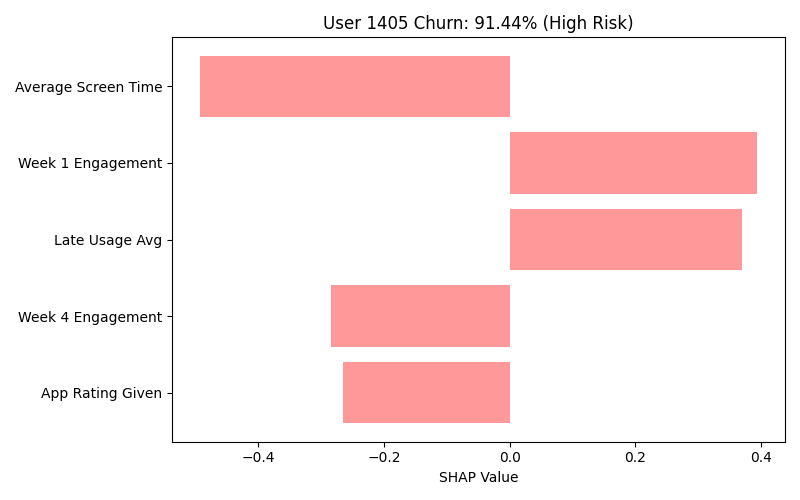 User 1405 Churn: 91.44% (High Risk)
Average Screen Time
Week 1 Engagement
Late Usage Avg
Week 4 Engagement
App Rating Given
−0.4 −0.2 0.0 0.2 0.4
SHAP Value